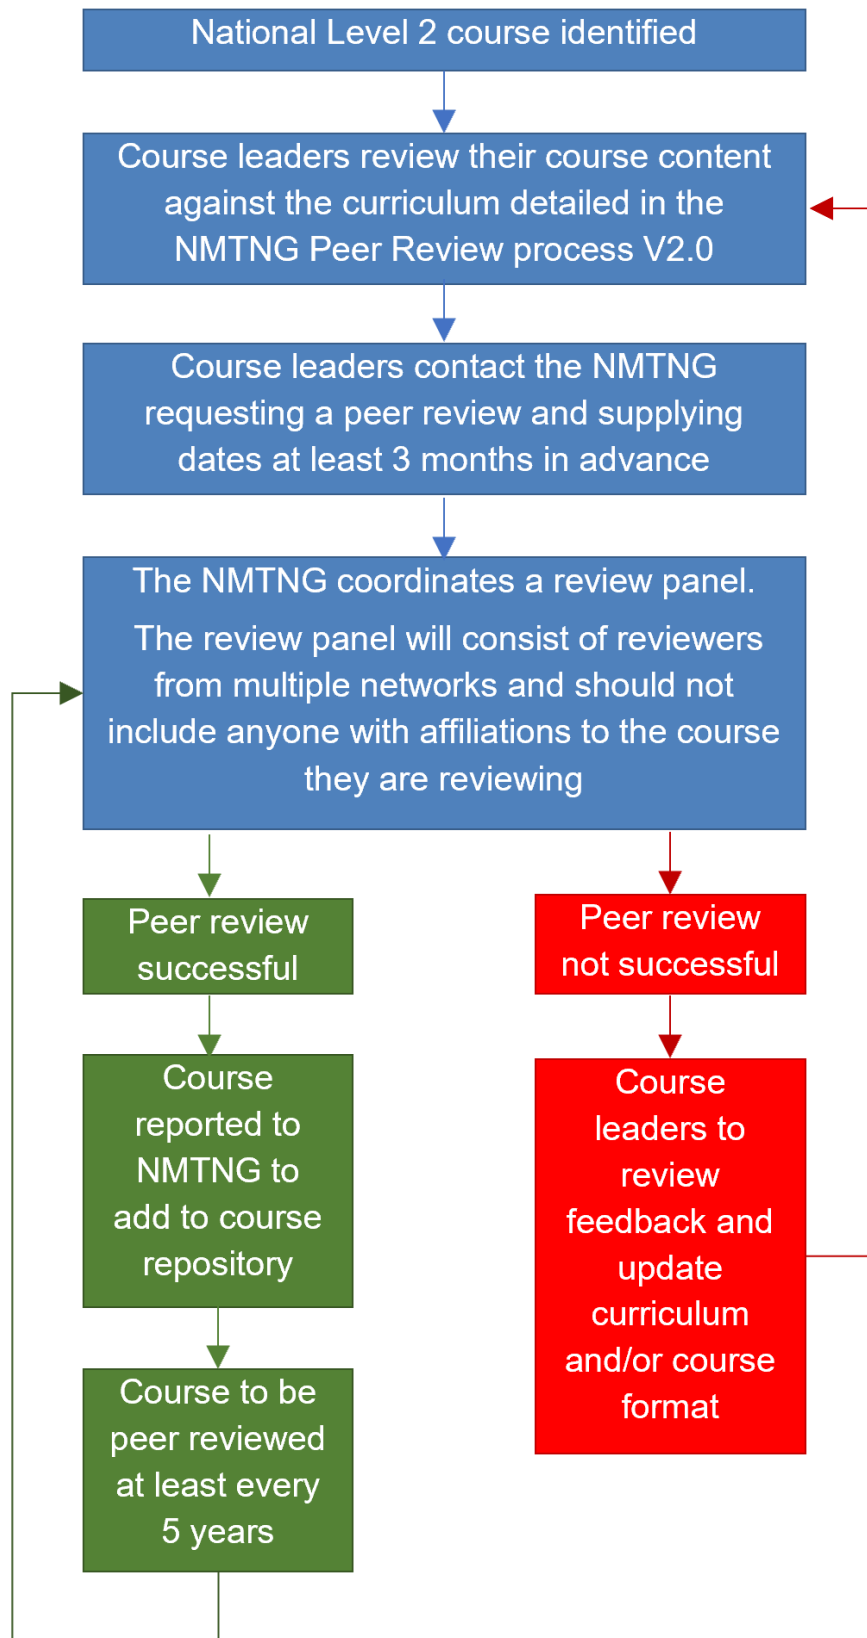 National Level 2 course identified
Course leaders review their course content
against the curriculum detailed in the
NMTNG Peer Review process V2.0
Course leaders contact the NMTNG
requesting a peer review and supplying
dates at least 3 months in advance
The NMTNG coordinates a review panel.
The review panel will consist of reviewers
from multiple networks and should not
include anyone with affiliations to the course
they are reviewing
Peer review
successful
Course
reported to
NMTNG to
add to course
repository
Course to be
peer reviewed
at least every
5 years
Peer review
not successful
Course
leaders to
review
feedback and
update
curriculum
and/or course
format